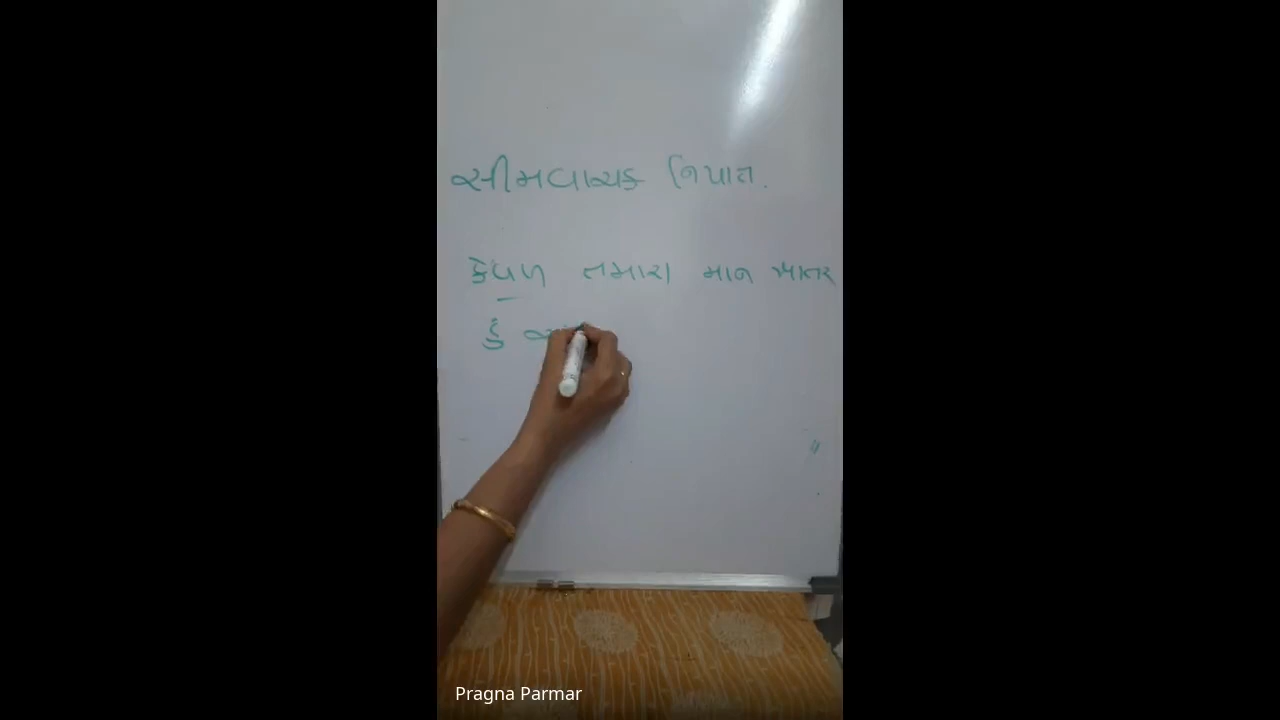 સીમવાચક નિપાત.
કેવળ તમારા માન ખાતર
હું
Pragna Parmar